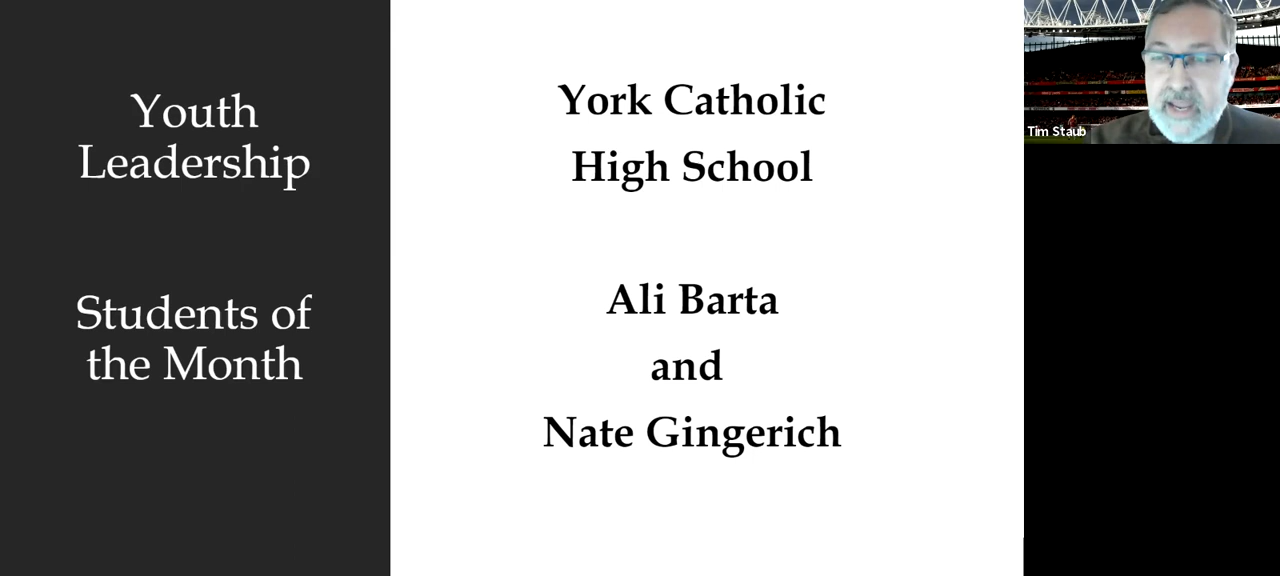 Youth
Leadership
Students of
the Month
York Catholic
High School
Ali Barta
and
Nate Gingerich
Tim Staub